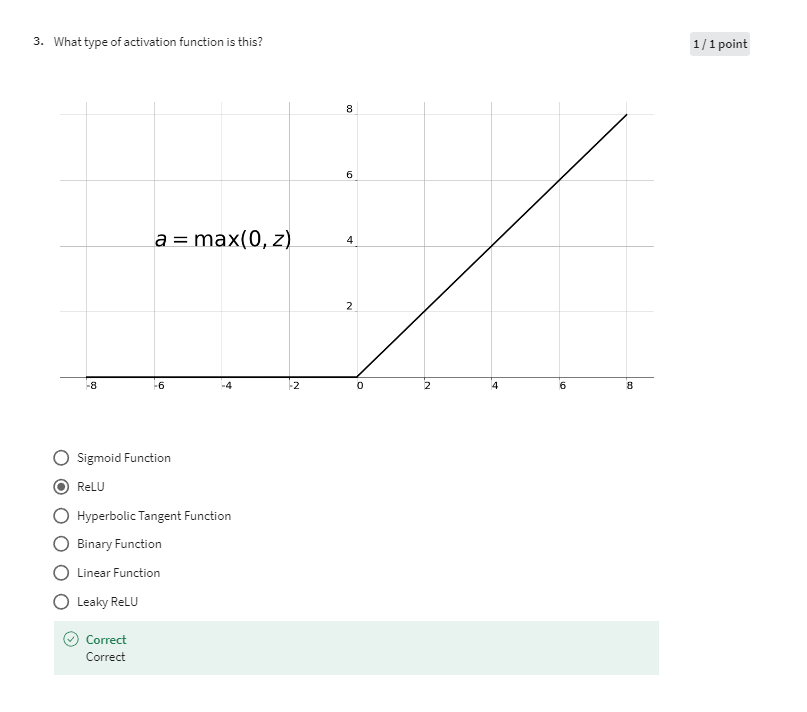 3. What type of activation function is this?
1 / 1 point
8
6
a = max(0, z)
4
2
-8 -6 -4 -2 0 2 4 6 8
Sigmoid Function
ReLU
Hyperbolic Tangent Function
Binary Function
Linear Function
Leaky ReLU
Correct
Correct